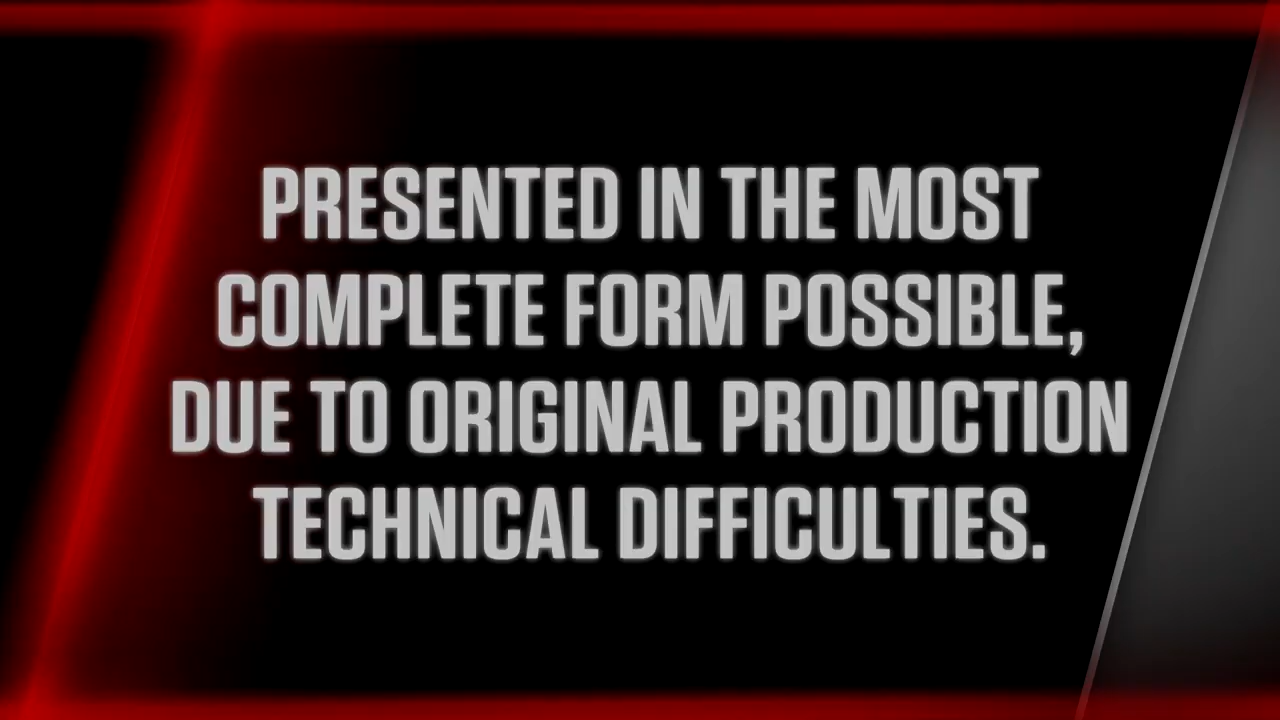 PRESENTED IN THE MOST
COMPLETE FORM POSSIBLE,
DUE TO ORIGINAL PRODUCTION
TECHNICAL DIFFICULTIES.